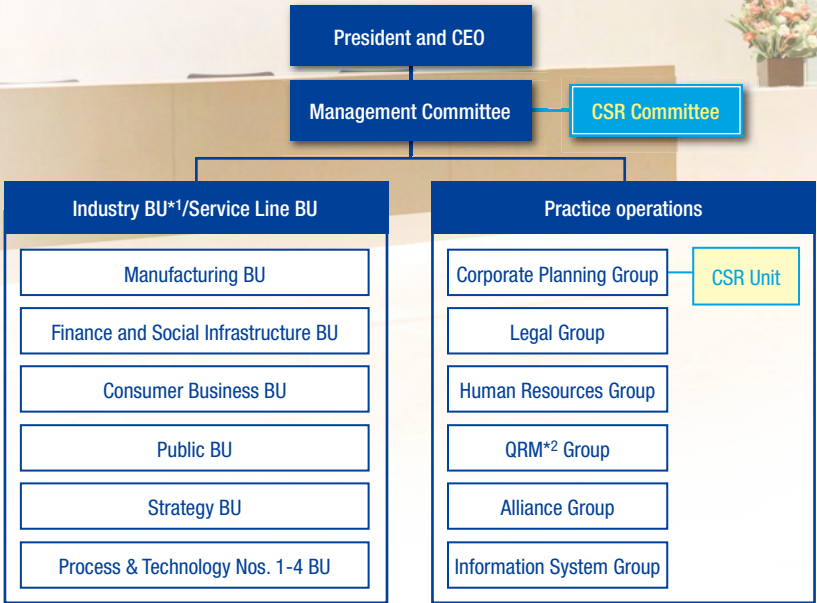 President and CEO
Management Committee
CSR Committee
Industry BU*1/Service Line BU
Manufacturing BU
Finance and Social Infrastructure BU
Consumer Business BU
Public BU
Strategy BU
Process & Technology Nos. 1-4 BU
Practice operations
Corporate Planning Group
CSR Unit
Legal Group
Human Resources Group
QRM*2 Group
Alliance Group
Information System Group